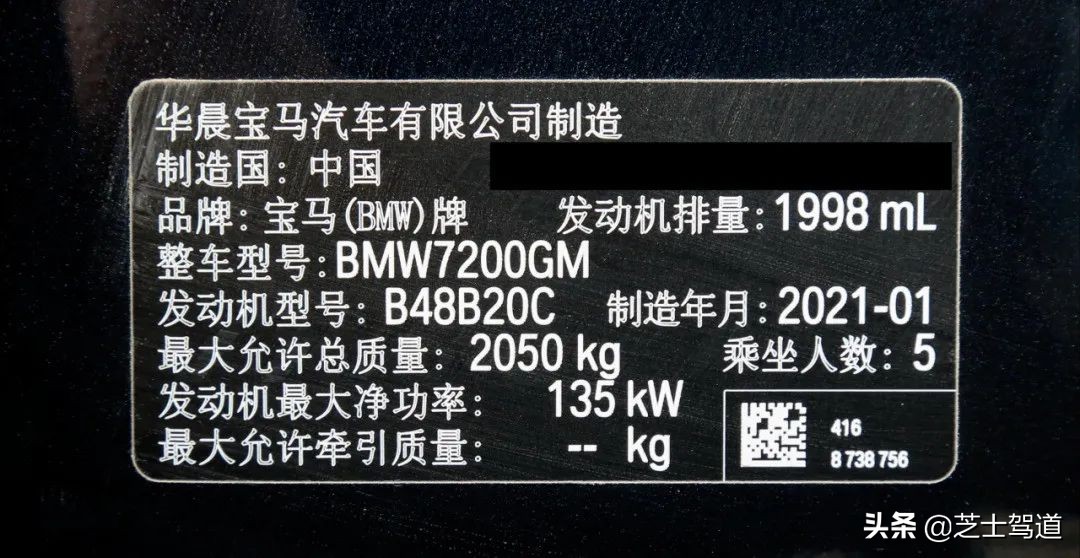 华晨宝马汽车有限公司制造
制造国：中国
品牌：宝马(BMW)牌 发动机排量：1998 mL
整车型号：BMW7200GM
发动机型号：B48B20C 制造年月：2021-01
最大允许总质量：2050 kg 乘坐人数：5
发动机最大净功率：135 kW
最大允许牵引质量：-- kg
416
8 738 756
头条 @芝士驾道